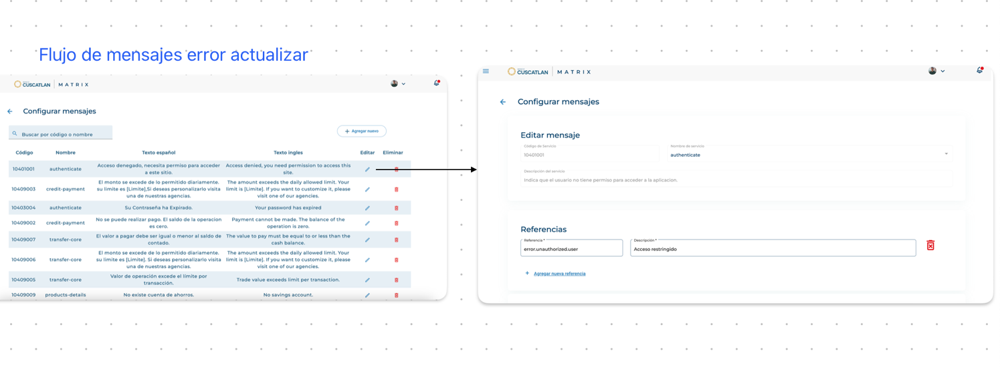 Flujo de mensajes error actualizar
CUSCATLAN | MATRIX
Configurar mensajes
Buscar por código o nombre
+ Agregar nuevo
Código Nombre Texto español Texto ingles Editar Eliminar
10401001 authenticate Acceso denegado, necesita permiso para acceder a este sitio. Access denied, you need permission to access this site.
10409003 credit-payment El monto se excede de lo permitido diariamente. su limite es [Limite],Si deseas personalizarlo visita una de nuestras agencias. The amount exceeds the daily allowed limit. Your limit is [Limite]. If you want to customize it, please visit one of our agencies.
10403004 authenticate Su Contraseña ha Expirado. Your password has expired
10409002 credit-payment No se puede realizar pago. El saldo de la operacion es cero. Payment cannot be made. The balance of the operation is zero.
10409007 transfer-core El valor a pagar debe ser igual o menor al saldo de contado. The value to pay must be equal to or less than the cash balance.
10409006 transfer-core El monto se excede de lo permitido diariamente. su limite es [Limite]. Si deseas personalizarlo visita una de nuestras agencias. The amount exceeds the daily allowed limit. Your limit is [Limite]. If you want to customize it, please visit one of our agencies.
10409005 transfer-core Valor de operación excede el límite por transacción. Trade value exceeds limit per transaction.
10409009 products-details No existe cuenta de ahorros. No savings account.
CUSCATLAN | MATRIX
Configurar mensajes
Editar mensaje
Código de Servicio
10401001
Nombre de servicio
authenticate
Descripción del servicio
Indica que el usuario no tiene permiso para acceder a la aplicacion.
Referencias
Referencia *
error.unauthorized.user
Descripción *
Acceso restringido
+ Agregar nueva referencia